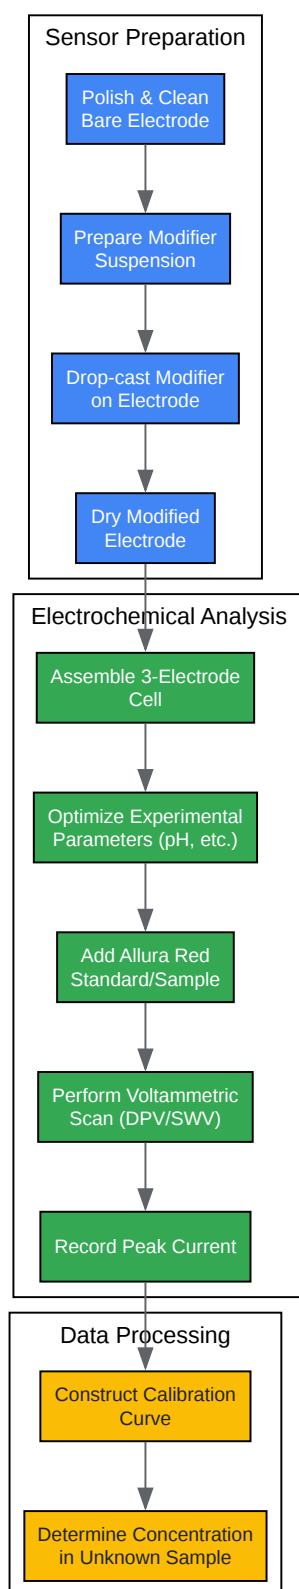 Sensor Preparation
Polish & Clean
Bare Electrode
Prepare Modifier
Suspension
Drop-cast Modifier
on Electrode
Dry Modified
Electrode
Electrochemical Analysis
Assemble 3-Electrode
Cell
Optimize Experimental
Parameters (pH, etc.)
Add Allura Red
Standard/Sample
Perform Voltammetric
Scan (DPV/SWV)
Record Peak Current
Data Processing
Construct Calibration
Curve
Determine Concentration
in Unknown Sample